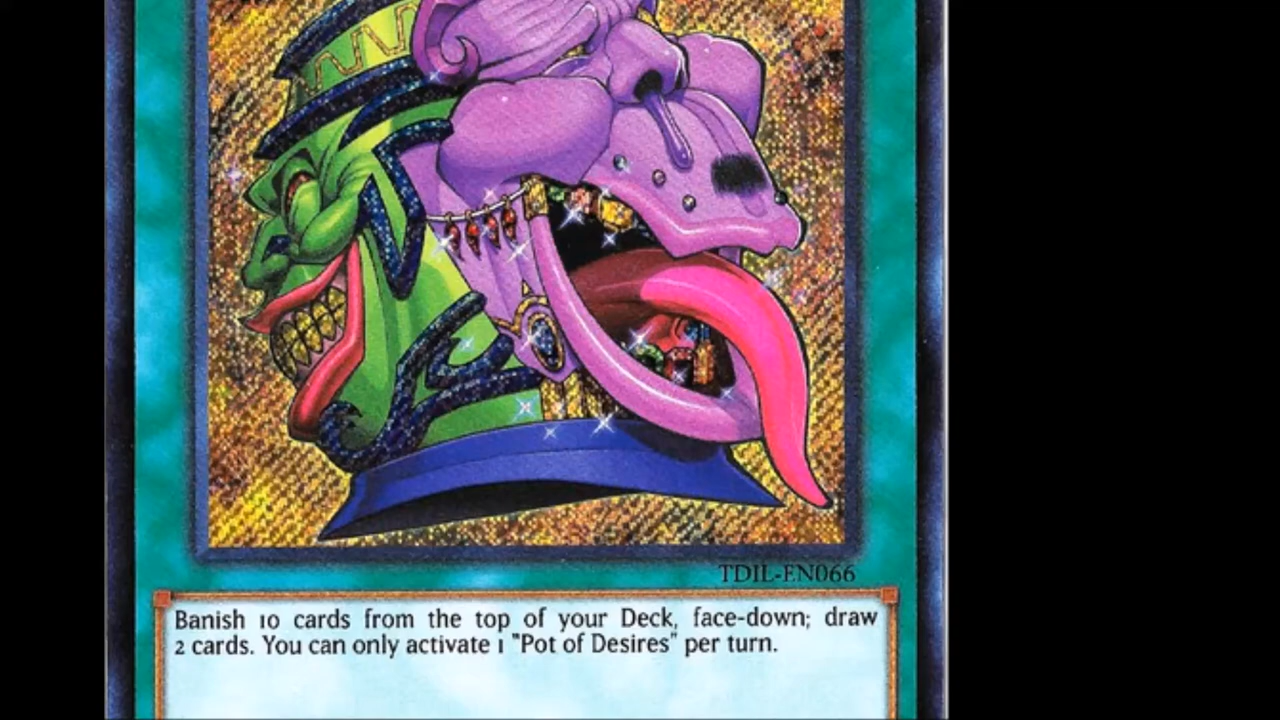 TDIL-EN066
Banish 10 cards from the top of your Deck, face-down; draw
2 cards. You can only activate 1 "Pot of Desires" per turn.